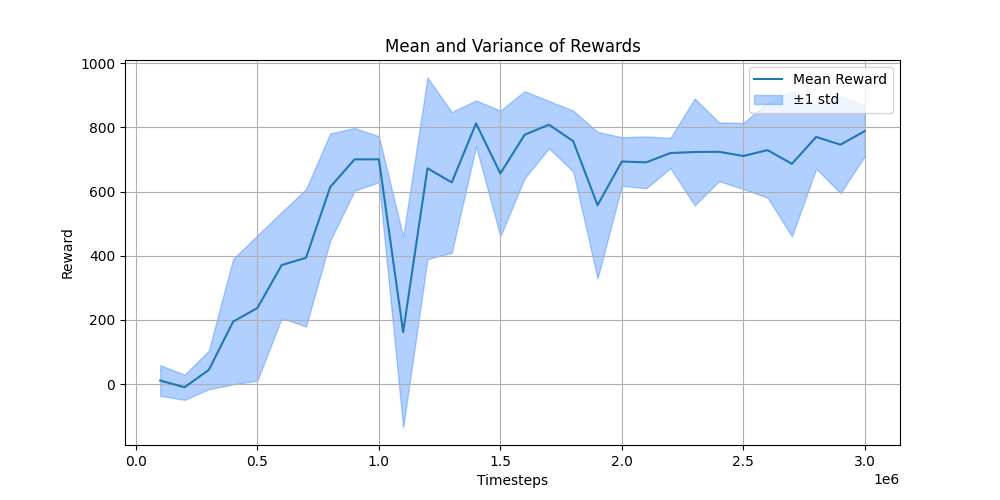 Mean and Variance of Rewards
1000
800
600
400
200
0
Reward
Mean Reward
±1 std
0.0 0.5 1.0 1.5 2.0 2.5 3.0
1e6
Timesteps